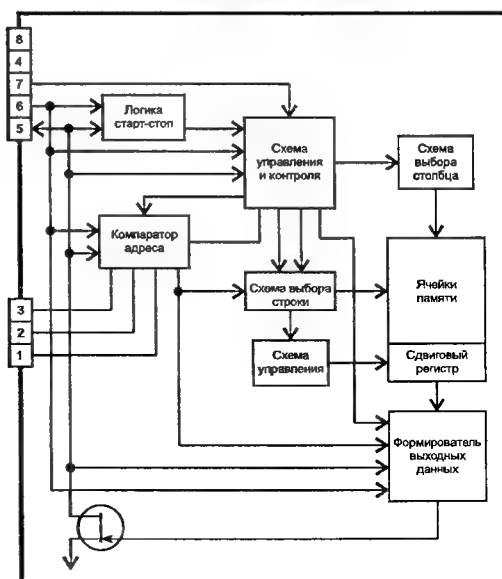 8
4
7
6
5
Логика
старт-стоп
Схема
управления
и контроля
Схема
выбора
столбца
Компаратор
адреса
3
2
1
Схема выбора
строки
Ячейки
памяти
Схема
управления
Сдвиговый
регистр
Формирователь
выходных
данных